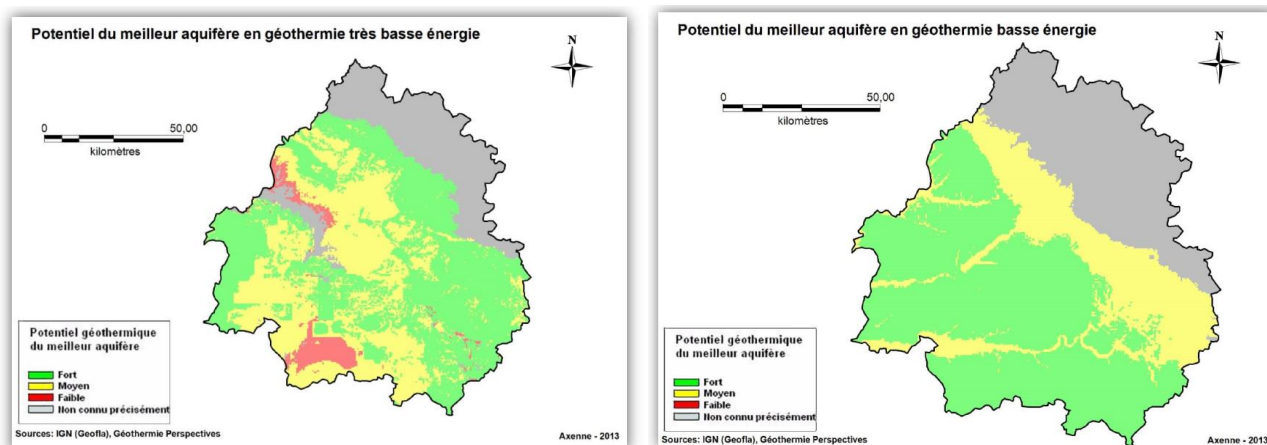 Potentiel du meilleur aquifère en géothermie très basse énergie
N
0 50,00
kilomètres
Potentiel géothermique
du meilleur aquifère
Fort
Moyen
Faible
Non connu précisément
Sources: IGN (Geofla), Géothermie Perspectives
Axenne - 2013
Potentiel du meilleur aquifère en géothermie basse énergie
N
0 50,00
kilomètres
Potentiel géothermique
du meilleur aquifère
Fort
Moyen
Faible
Non connu précisément
Sources: IGN (Geofla), Géothermie Perspectives
Axenne - 2013